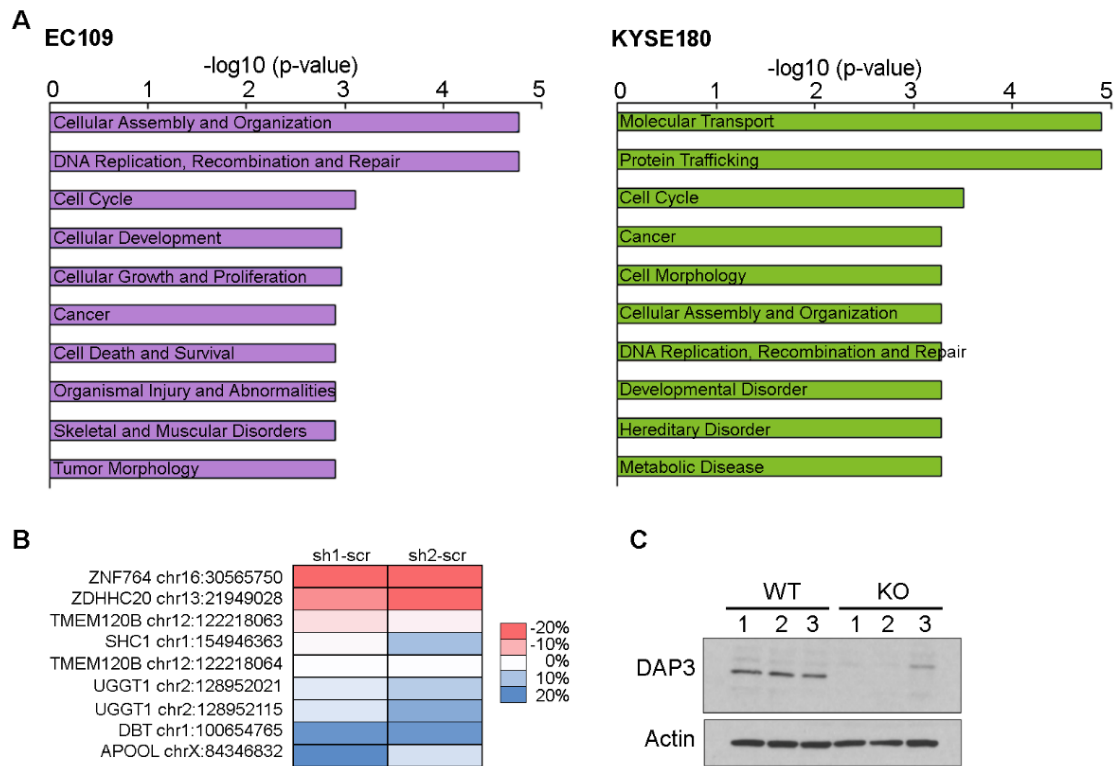 A
EC109
-log10 (p-value)
0 1 2 3 4 5
Cellular Assembly and Organization
DNA Replication, Recombination and Repair
Cell Cycle
Cellular Development
Cellular Growth and Proliferation
Cancer
Cell Death and Survival
Organismal Injury and Abnormalities
Skeletal and Muscular Disorders
Tumor Morphology
KYSE180
-log10 (p-value)
0 1 2 3 4 5
Molecular Transport
Protein Trafficking
Cell Cycle
Cancer
Cell Morphology
Cellular Assembly and Organization
DNA Replication, Recombination and Repair
Developmental Disorder
Hereditary Disorder
Metabolic Disease
B
sh1-scr sh2-scr
ZNF764 chr16:30565750
ZDHHC20 chr13:21949028
TMEM120B chr12:122218063
SHC1 chr1:154946363
TMEM120B chr12:122218064
UGGT1 chr2:128952021
UGGT1 chr2:128952115
DBT chr1:100654765
APOOL chrX:84346832
-20%
-10%
0%
10%
20%
C
WT KO
1 2 3 1 2 3
DAP3
Actin